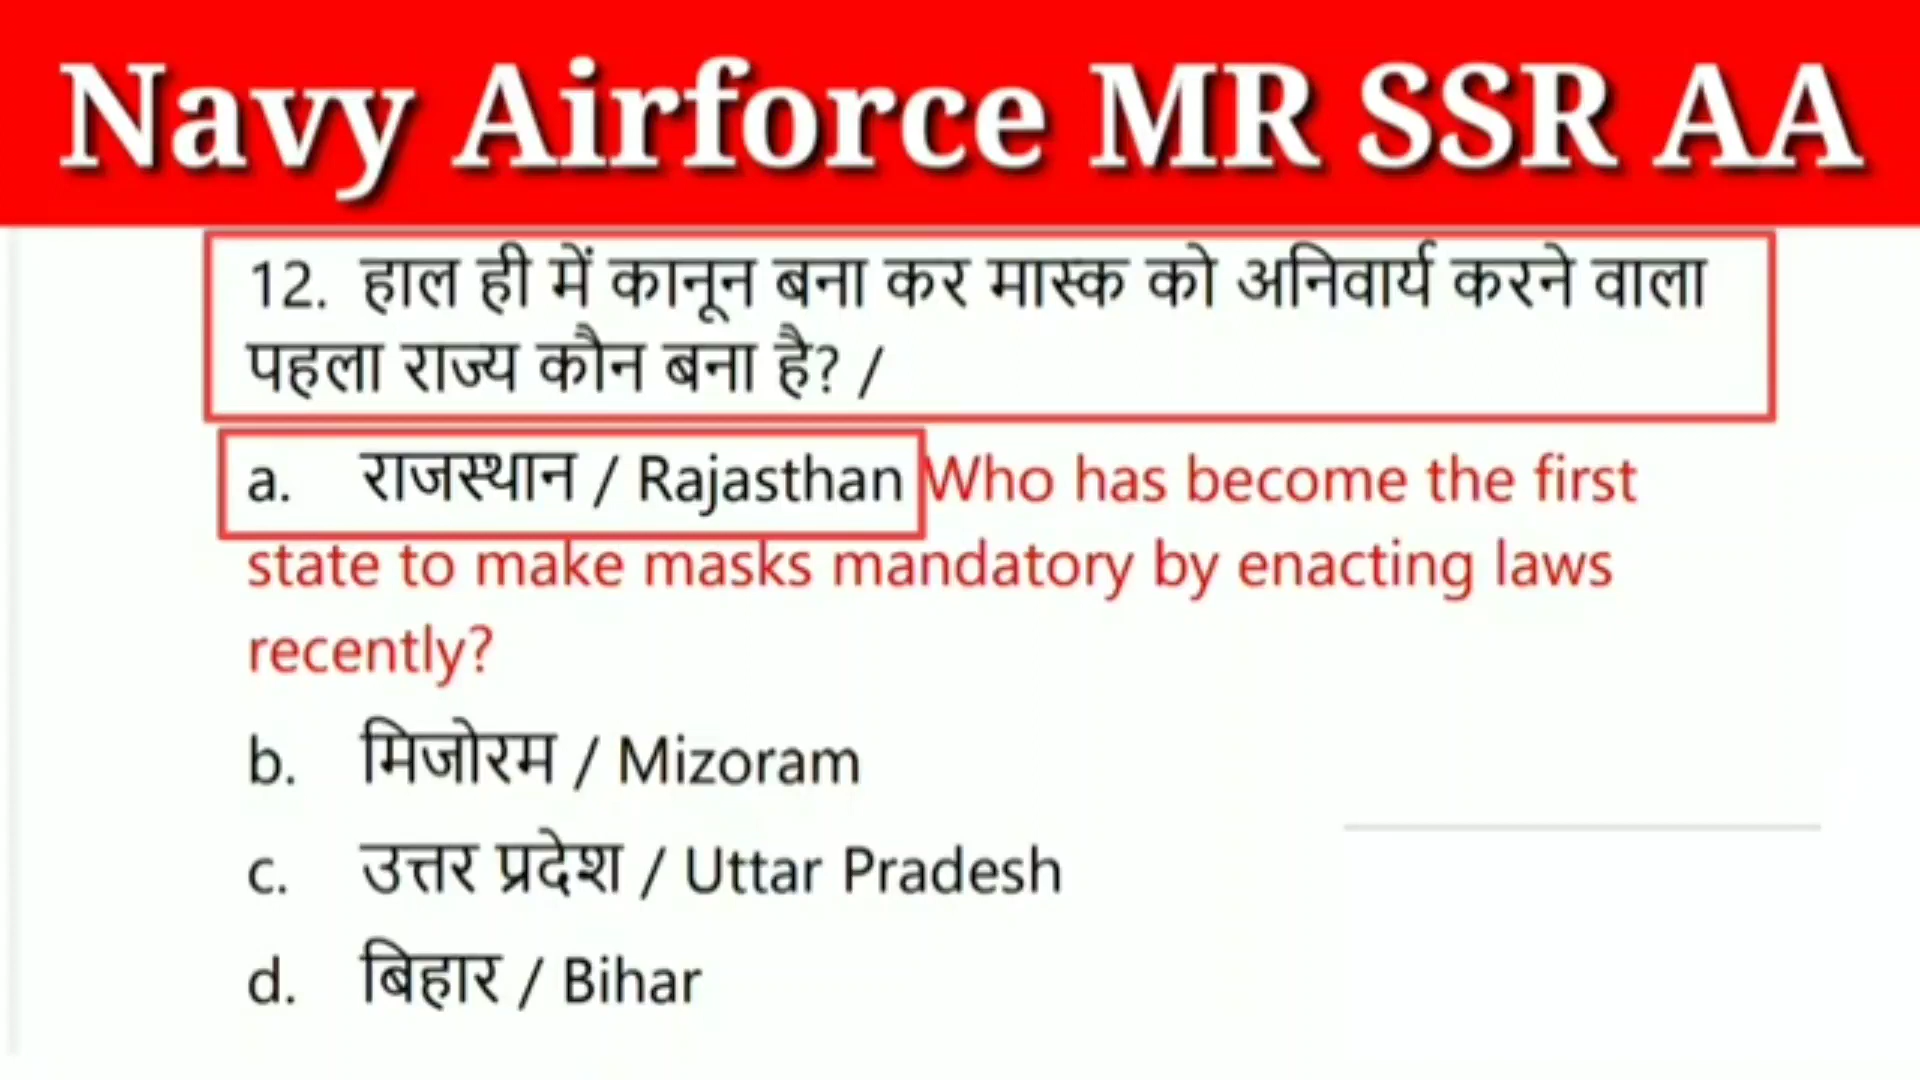 Navy Airforce MR SSR AA
12. हाल ही में कानून बना कर मास्क को अनिवार्य करने वाला
पहला राज्य कौन बना है? /
a. राजस्थान / Rajasthan Who has become the first
state to make masks mandatory by enacting laws
recently?
b. मिजोरम / Mizoram
c. उत्तर प्रदेश / Uttar Pradesh
d. बिहार / Bihar